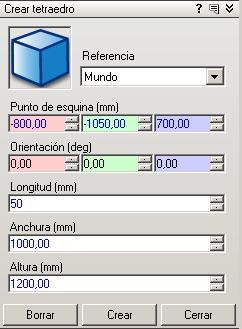 Crear tetraedro ?
Referencia
Mundo
Punto de esquina (mm)
-800,00 -1050,00 700,00
Orientación (deg)
0,00 0,00 0,00
Longitud (mm)
50
Anchura (mm)
1000,00
Altura (mm)
1200,00
Borrar Crear Cerrar